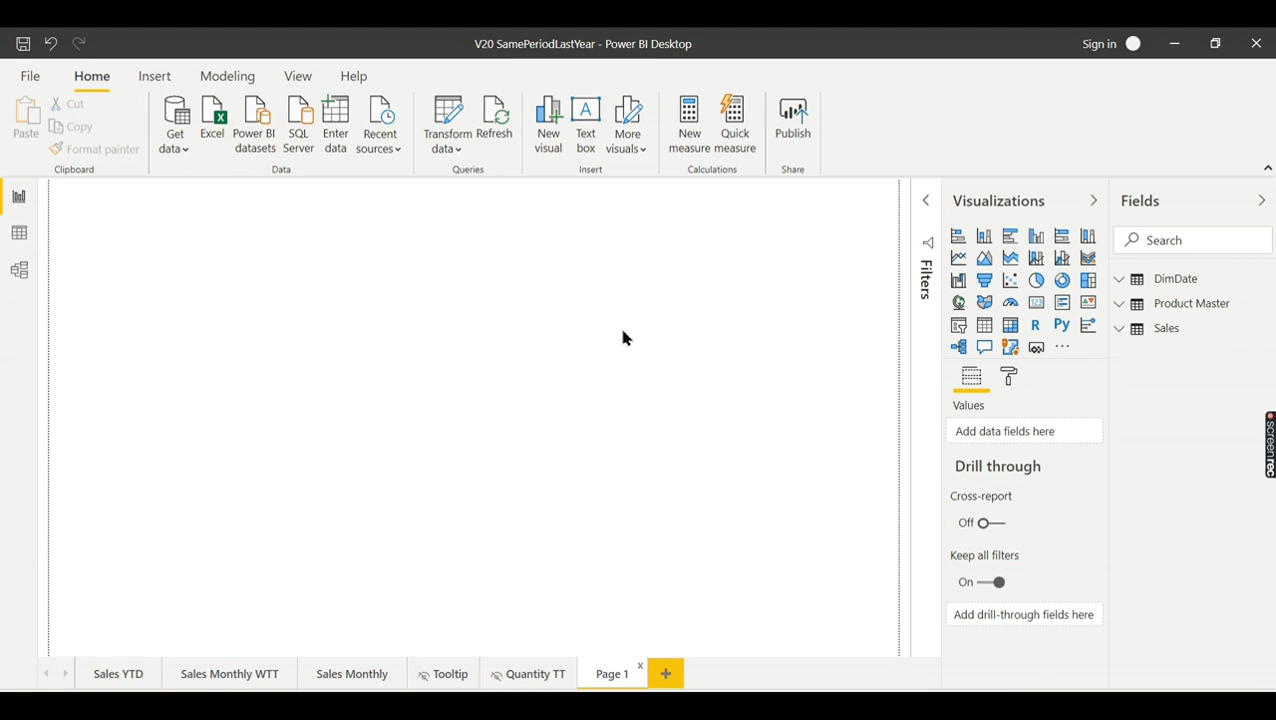 V20 SamePeriodLastYear - Power BI Desktop
Sign in
File Home Insert Modeling View Help
Paste
Cut
Copy
Format painter
Clipboard
Get data
Excel
Power BI datasets
SQL Server
Enter data
Recent sources
Data
Transform data
Refresh
Queries
New visual
Text box
More visuals
Insert
New measure
Quick measure
Calculations
Publish
Share
Filters
Visualizations
R
Py
Values
Add data fields here
Drill through
Cross-report
Off
Keep all filters
On
Add drill-through fields here
Fields
Search
DimDate
Product Master
Sales
screenrec
Sales YTD
Sales Monthly WTT
Sales Monthly
Tooltip
Quantity TT
Page 1
x